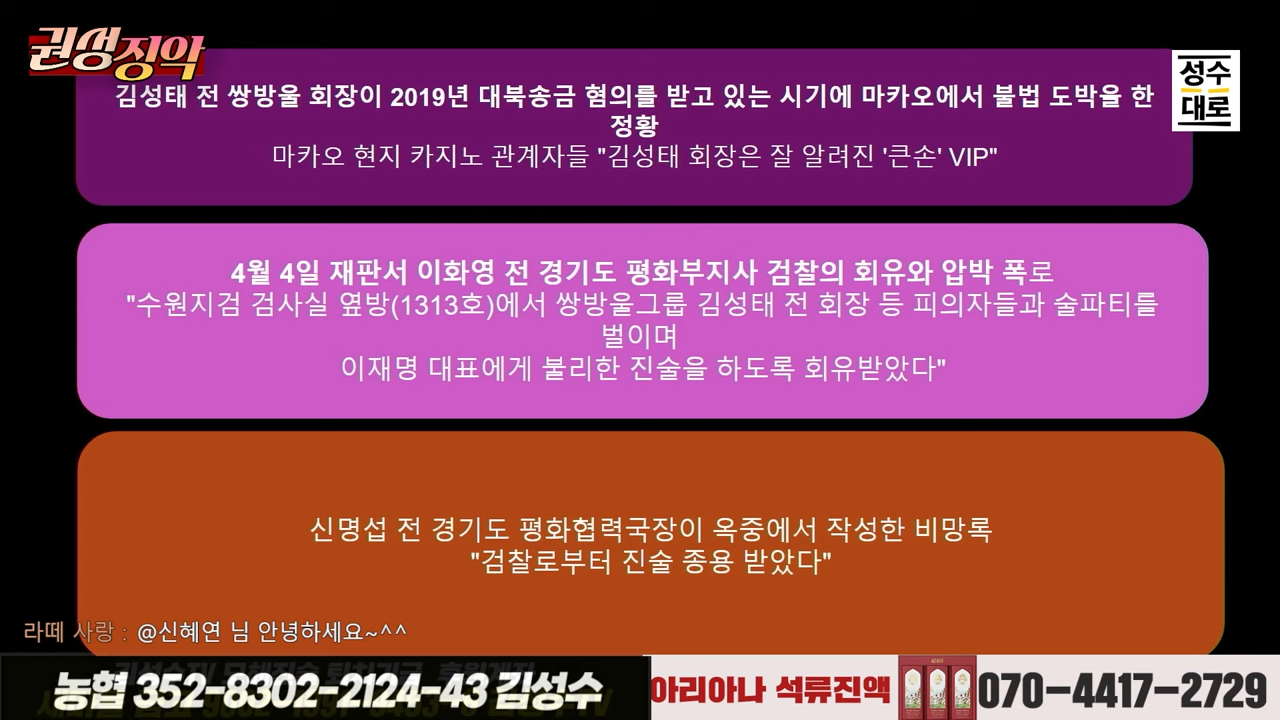 권성징악
성수
대로
김성태 전 쌍방울 회장이 2019년 대북송금 혐의를 받고 있는 시기에 마카오에서 불법 도박을 한
정황
마카오 현지 카지노 관계자들 "김성태 회장은 잘 알려진 '큰손' VIP"
4월 4일 재판서 이화영 전 경기도 평화부지사 검찰의 회유와 압박 폭로
"수원지검 검사실 옆방(1313호)에서 쌍방울그룹 김성태 전 회장 등 피의자들과 술파티를
벌이며
이재명 대표에게 불리한 진술을 하도록 회유받았다"
신명섭 전 경기도 평화협력국장이 옥중에서 작성한 비망록
"검찰로부터 진술 종용 받았다"
라떼 사랑 : @신혜연 님 안녕하세요~^^
농협 352-8302-2124-43 김성수
아리아나 석류진액
070-4417-2729